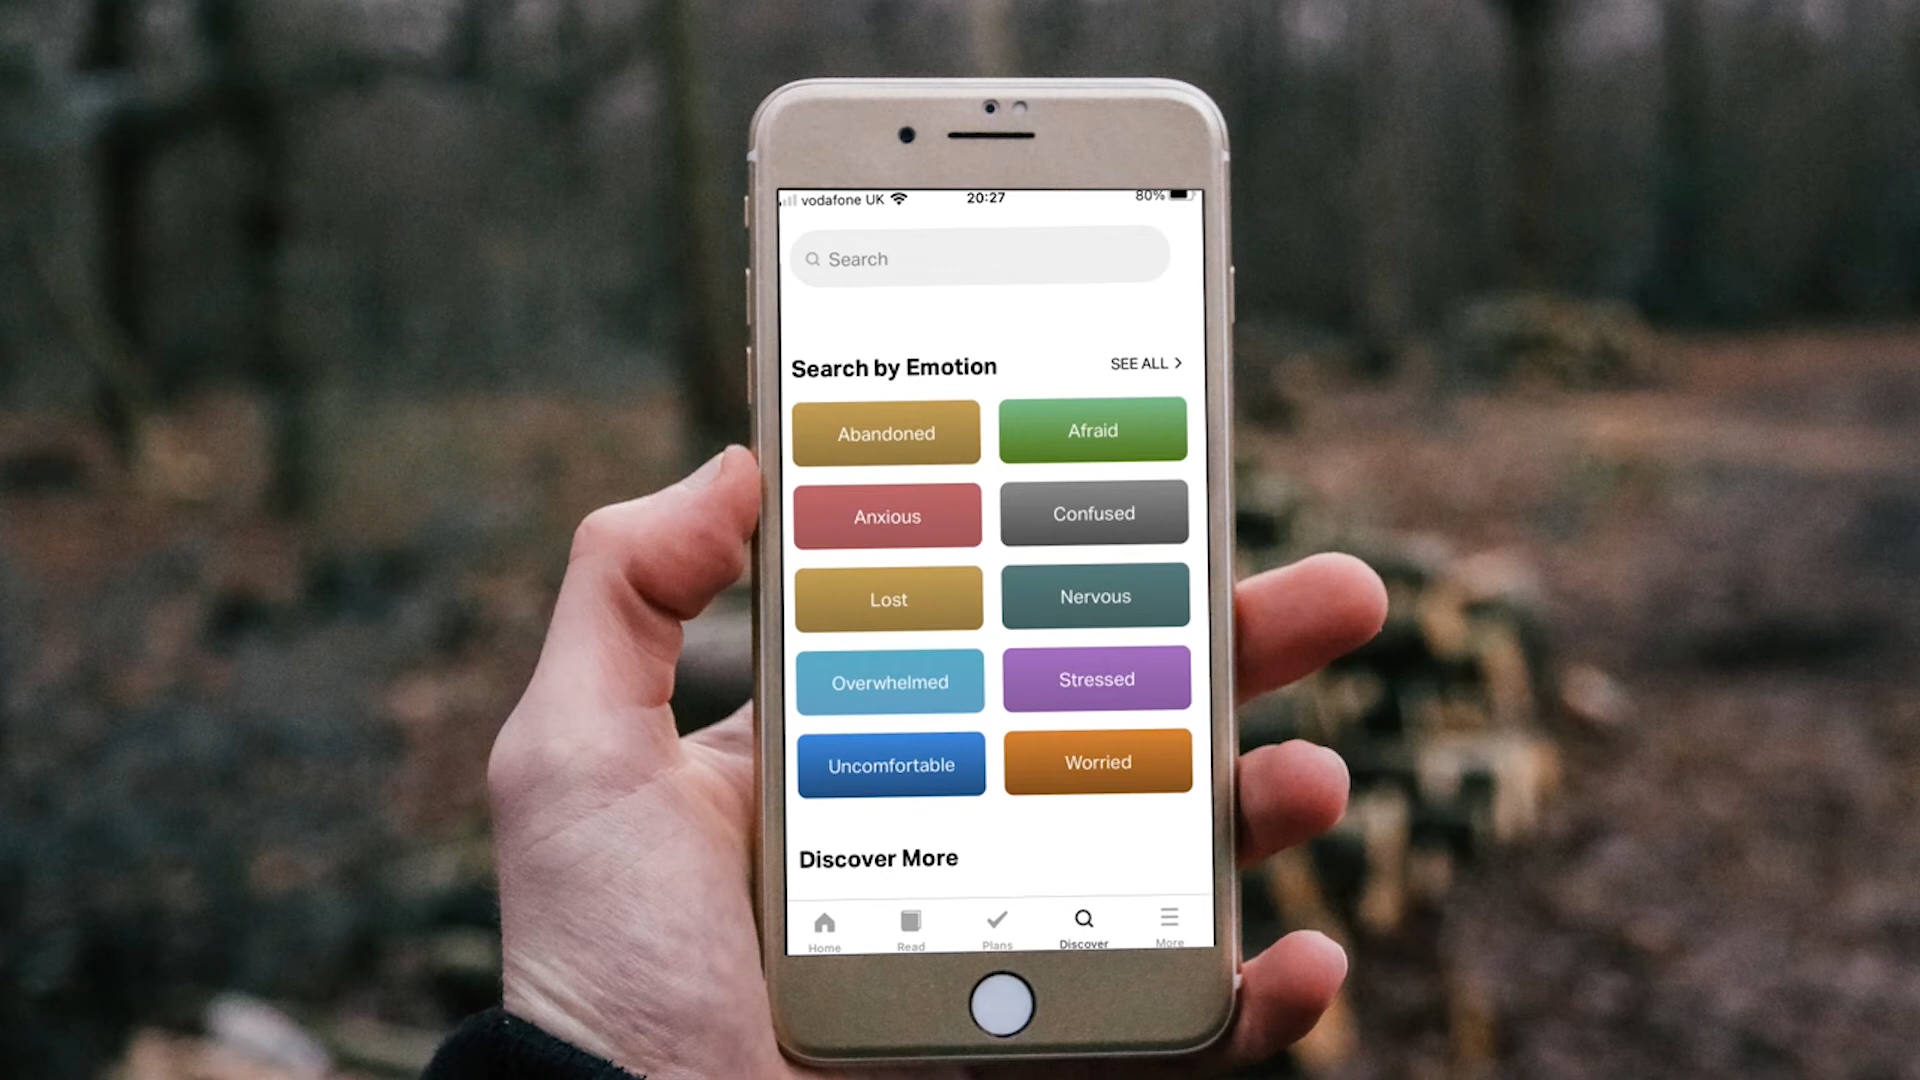 vodafone UK 20:27 80%
Search
Search by Emotion SEE ALL >
Abandoned Afraid
Anxious Confused
Lost Nervous
Overwhelmed Stressed
Uncomfortable Worried
Discover More
Home Read Plans Discover More